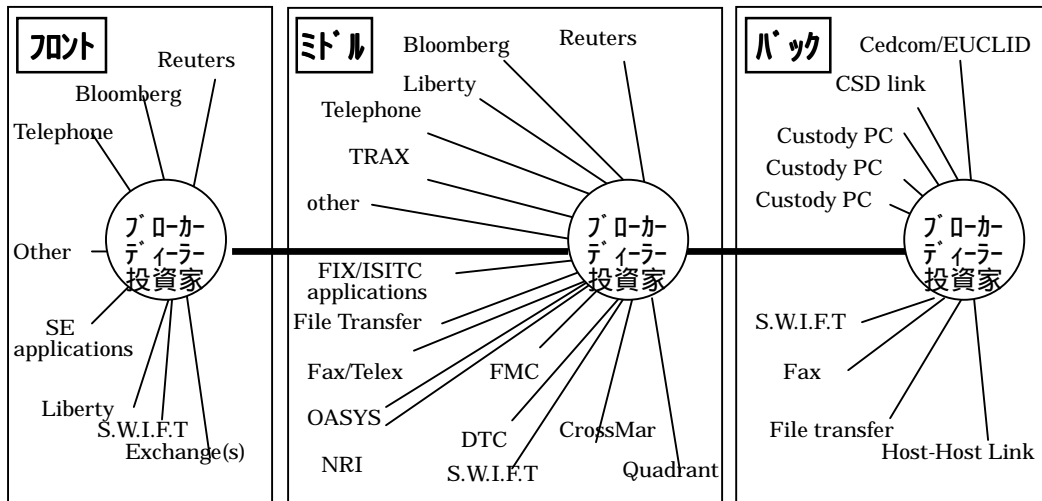 フロント
Reuters
Bloomberg
Telephone
ブローカー
ディーラー
投資家
Other
SE
applications
Liberty
S.W.I.F.T
Exchange(s)
ミドル
Bloomberg
Reuters
Liberty
Telephone
TRAX
other
ブローカー
ディーラー
投資家
FIX/ISITC
applications
File Transfer
Fax/Telex
FMC
OASYS
DTC
CrossMar
NRI
S.W.I.F.T
Quadrant
バック
Cedcom/EUCLID
CSD link
Custody PC
Custody PC
Custody PC
ブローカー
ディーラー
投資家
S.W.I.F.T
Fax
File transfer
Host-Host Link